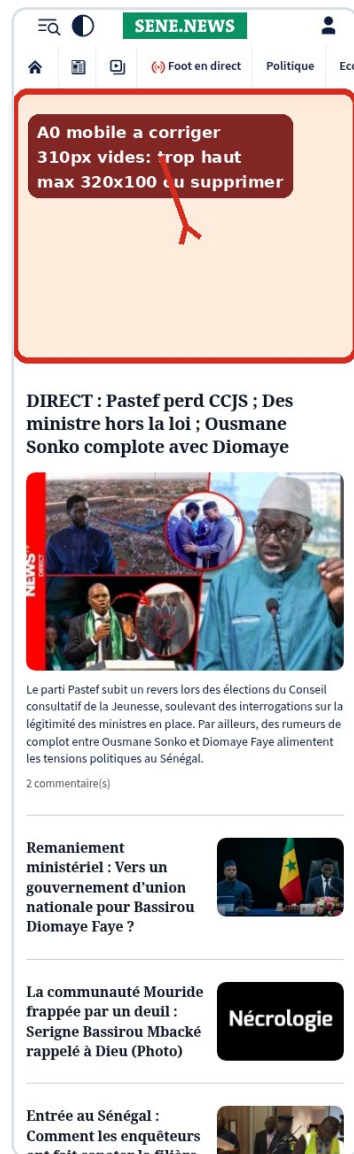 SENE.NEWS
Foot en direct
Politique
A0 mobile a corriger
310px vides: trop haut
max 320x100 ou supprimer
DIRECT : Pastef perd CCJS ; Des
ministre hors la loi ; Ousmane
Sonko complote avec Diomaye
NEWS
DIRECT
Le parti Pastef subit un revers lors des élections du Conseil
consultatif de la Jeunesse, soulevant des interrogations sur la
légitimité des ministres en place. Par ailleurs, des rumeurs de
complot entre Ousmane Sonko et Diomaye Faye alimentent
les tensions politiques au Sénégal.
2 commentaire(s)
Remaniement
ministériel : Vers un
gouvernement d’union
nationale pour Bassirou
Diomaye Faye ?
La communauté Mouride
frappée par un deuil :
Serigne Bassirou Mbacké
rappelé à Dieu (Photo)
Nécrologie
Entrée au Sénégal :
Comment les enquêteurs